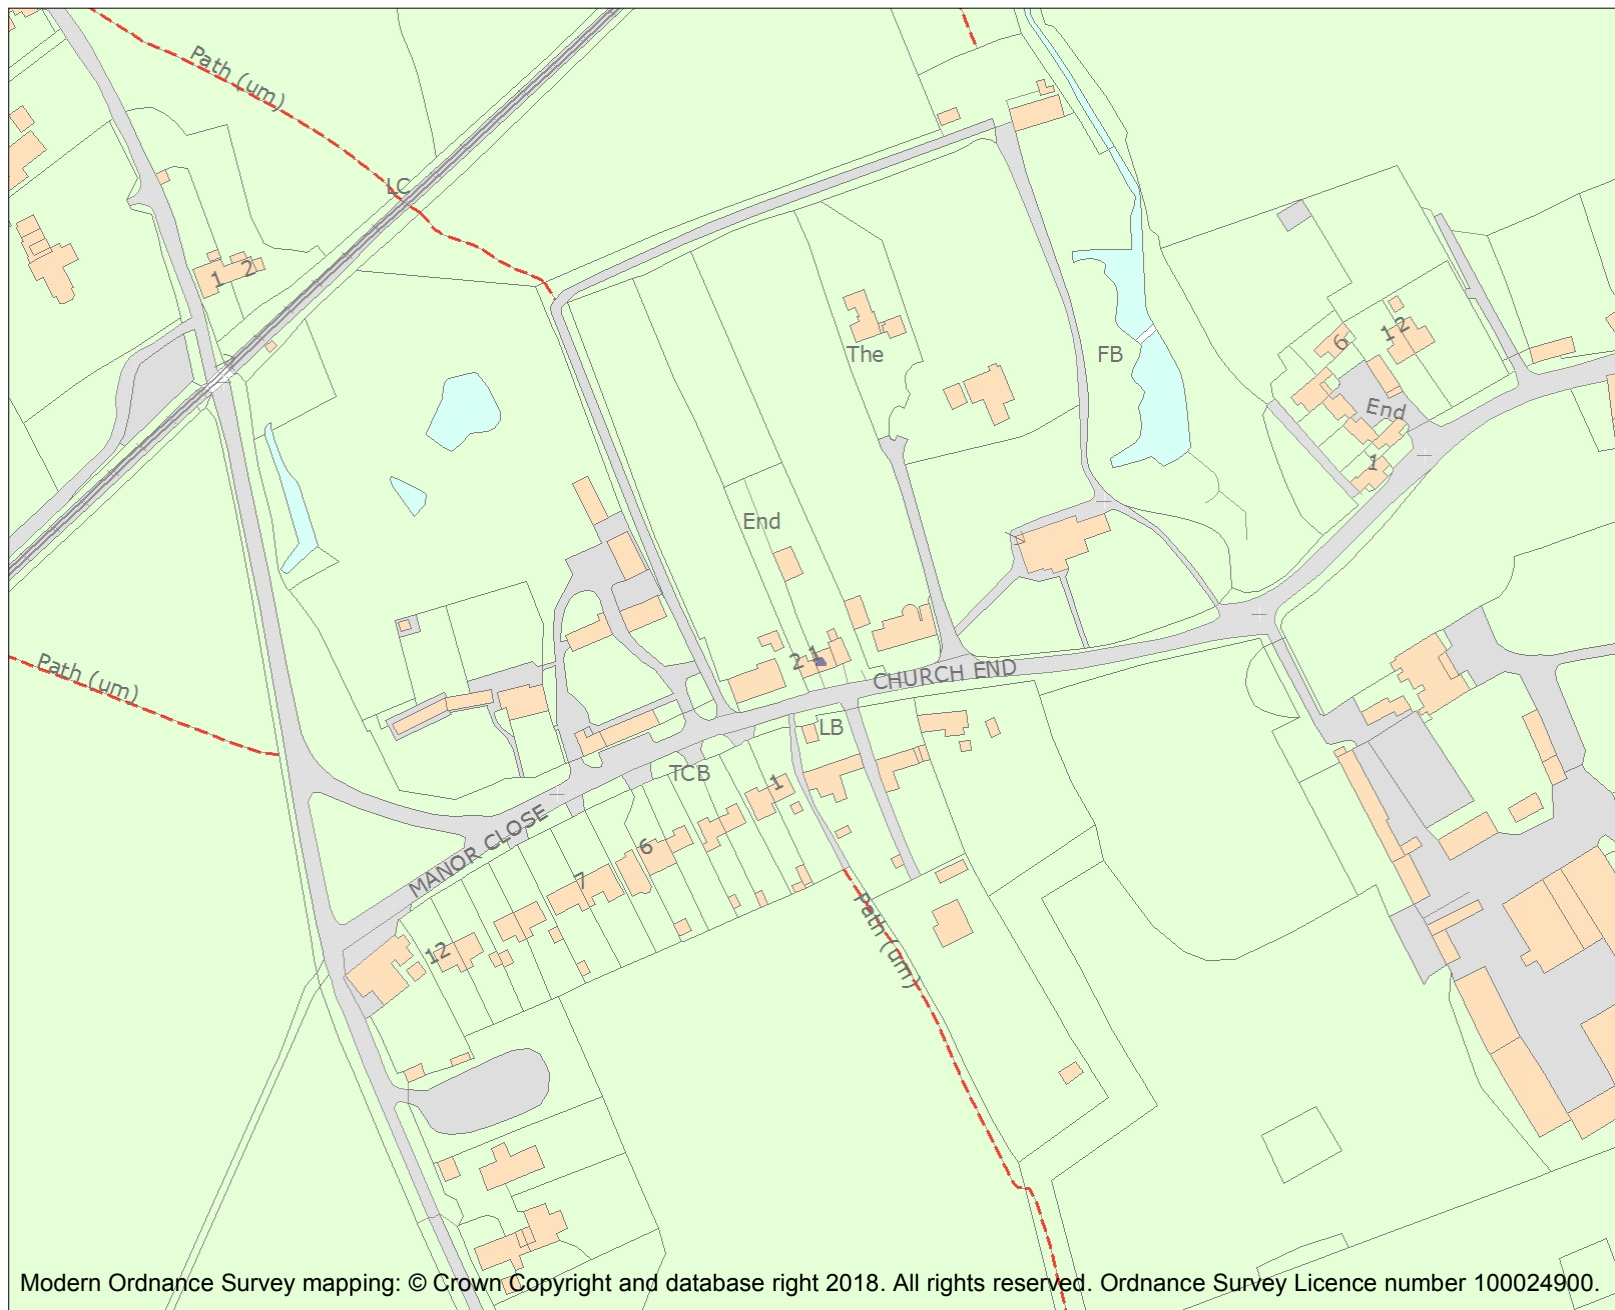 Path (um)
LC
1 2
The
FB
6
1 2
End
1
End
Path (um)
2 1
CHURCH END
LB
TCB
1
MANOR CLOSE
6
7
12
Path (um)
Modern Ordnance Survey mapping: © Crown Copyright and database right 2018. All rights reserved. Ordnance Survey Licence number 100024900.